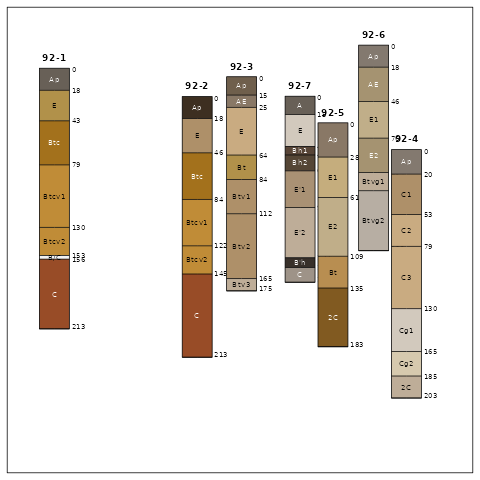 92-1
0
Ap
18
E
43
Btc
79
Btcv1
130
Btcv2
153
156
C
213
92-2
0
Ap
18
E
46
Btc
84
Btcv1
122
Btcv2
145
C
213
92-3
0
Ap
15
AE
25
E
64
Bt
84
Btv1
112
Btv2
165
Btv3
175
92-7
0
A
E
Bh1
Bh2
E'1
E'2
B'h
C
92-5
0
Ap
28
E1
61
E2
109
Bt
135
2C
183
92-6
0
Ap
18
AE
46
E1
E2
Btvg1
Btvg2
92-4
0
Ap
20
C1
53
C2
79
C3
130
Cg1
165
Cg2
185
2C
203